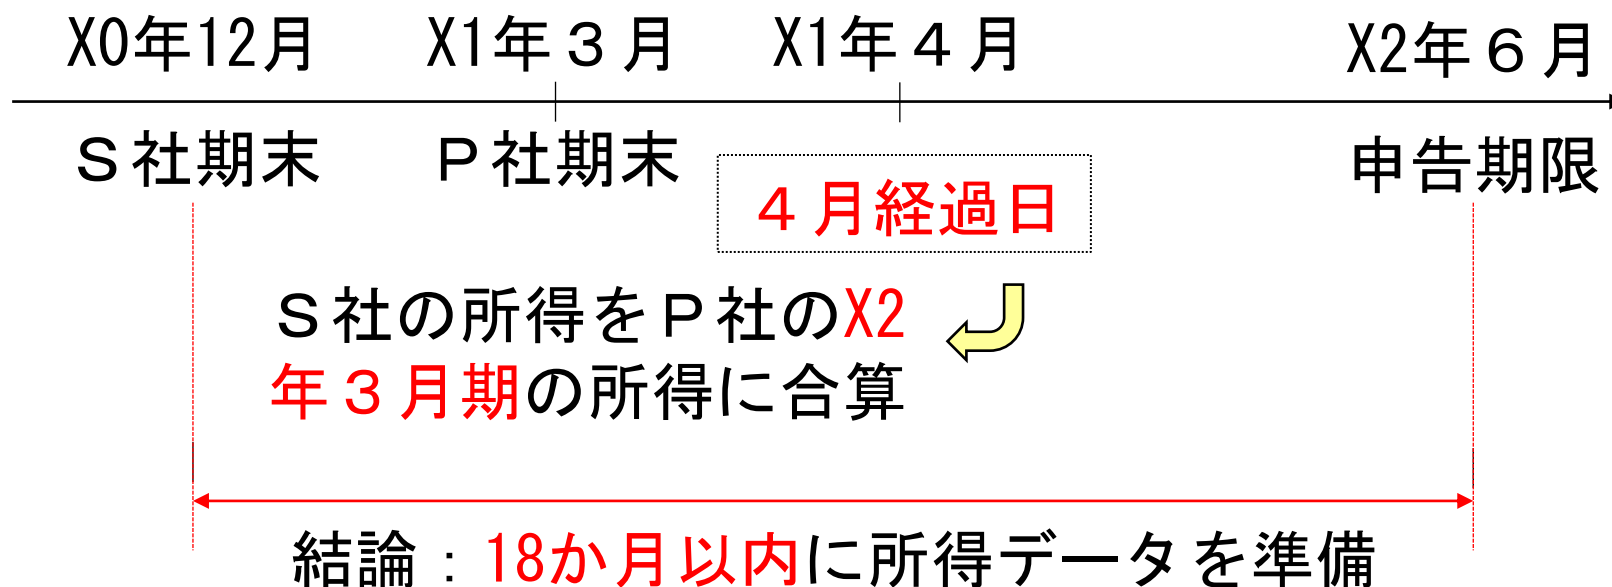 X0年12月 X1年３月 X1年４月 X2年６月
Ｓ社期末 Ｐ社期末 申告期限
４月経過日
Ｓ社の所得をＰ社のX2
年３月期の所得に合算
結論：18か月以内に所得データを準備